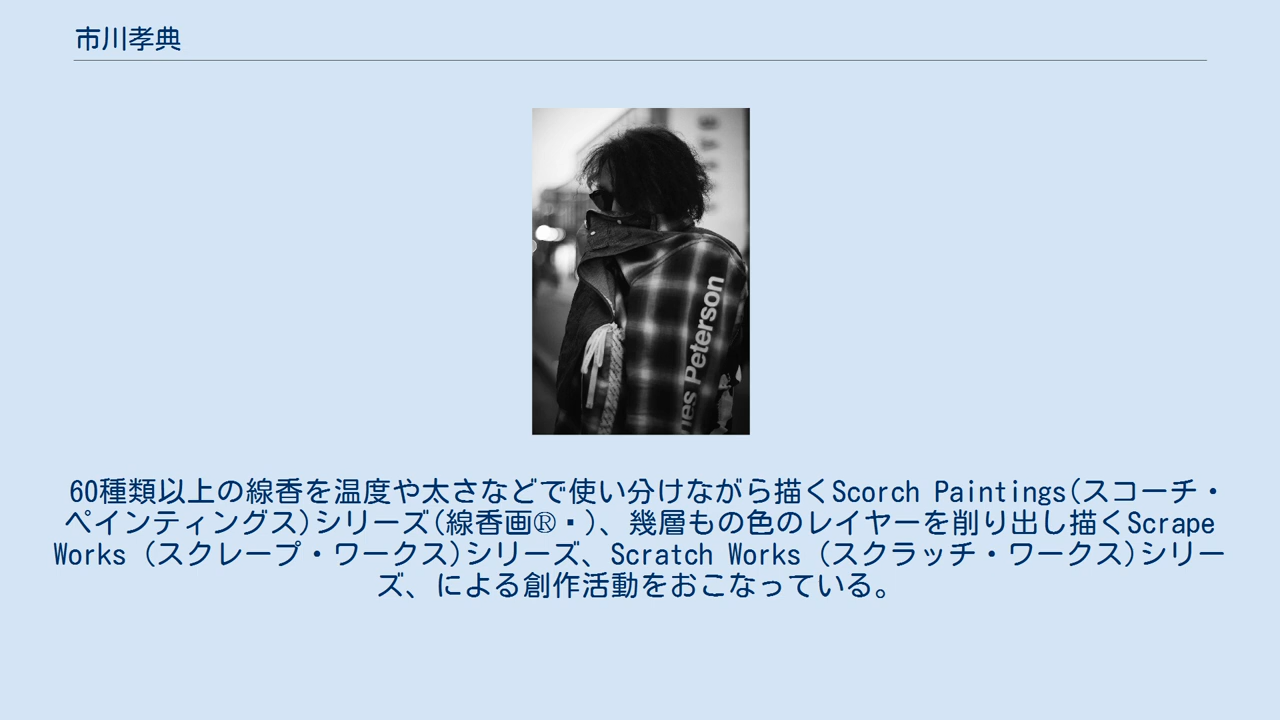 市川孝典
nes Peterson
60種類以上の線香を温度や太さなどで使い分けながら描くScorch Paintings(スコーチ・
ペインティングス)シリーズ(線香画®︎・)、幾層もの色のレイヤーを削り出し描くScrape
Works (スクレープ・ワークス)シリーズ、Scratch Works (スクラッチ・ワークス)シリー
ズ、による創作活動をおこなっている。